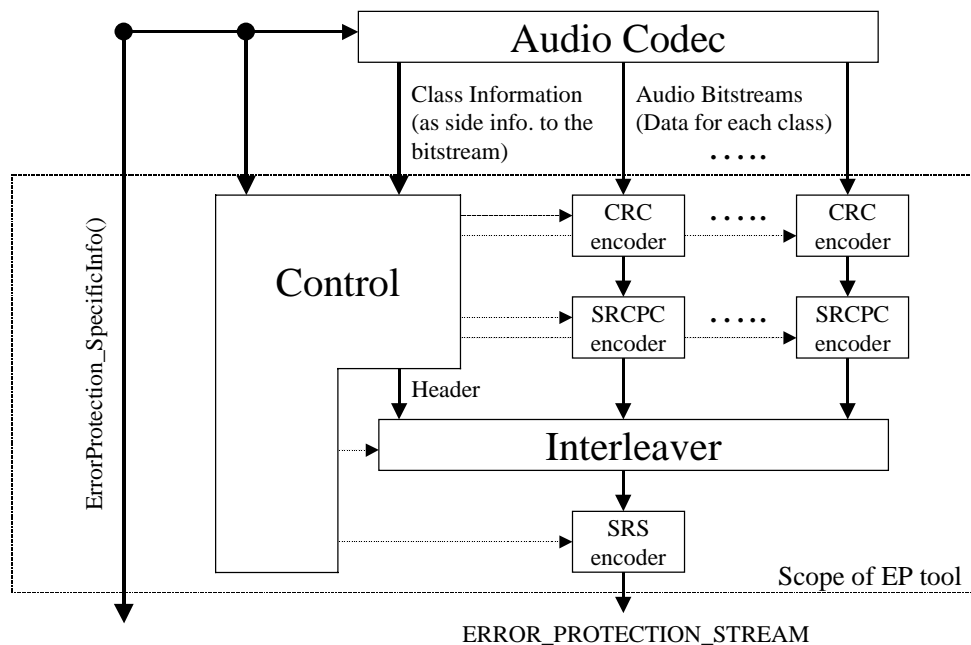 Audio Codec
Class Information
(as side info. to the
bitstream)
Audio Bitstreams
(Data for each class)
.....
ErrorProtection_SpecificInfo()
Control
CRC
encoder
.....
CRC
encoder
SRCPC
encoder
.....
SRCPC
encoder
Header
Interleaver
SRS
encoder
Scope of EP tool
ERROR_PROTECTION_STREAM